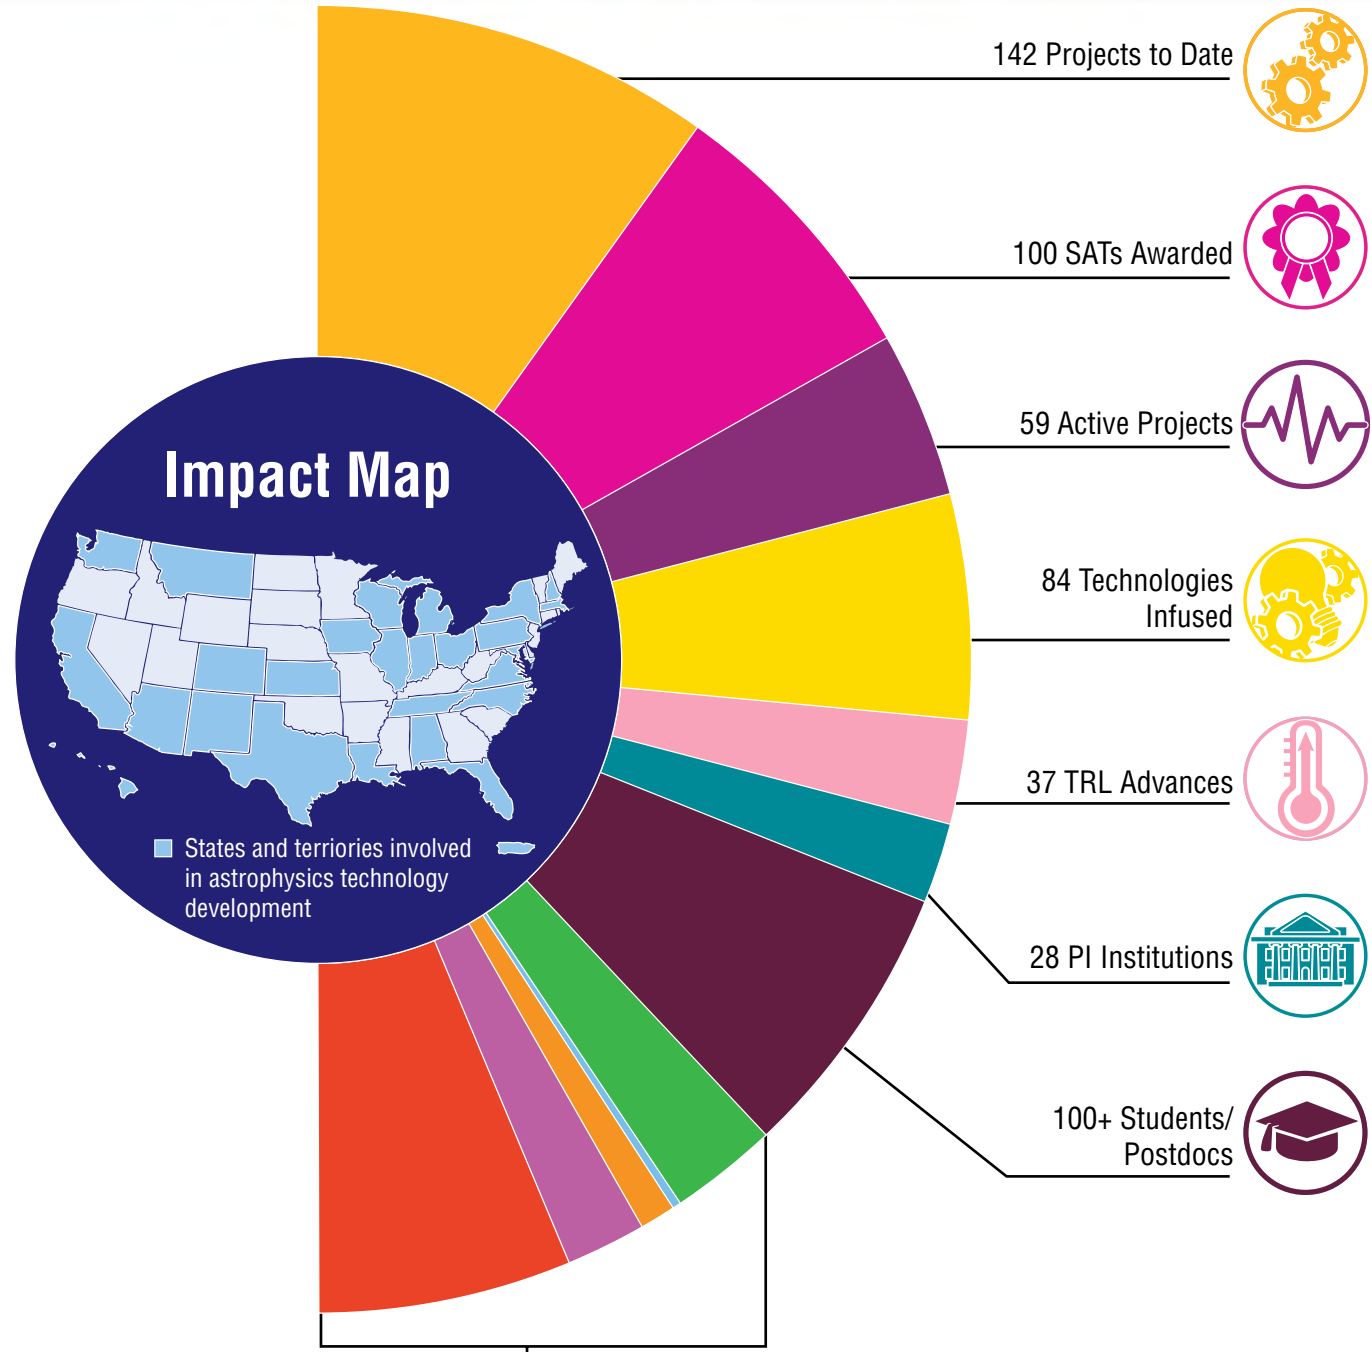 142 Projects to Date
100 SATs Awarded
59 Active Projects
84 Technologies
Infused
37 TRL Advances
28 PI Institutions
100+ Students/
Postdocs
Impact Map
States and terriories involved
in astrophysics technology
development